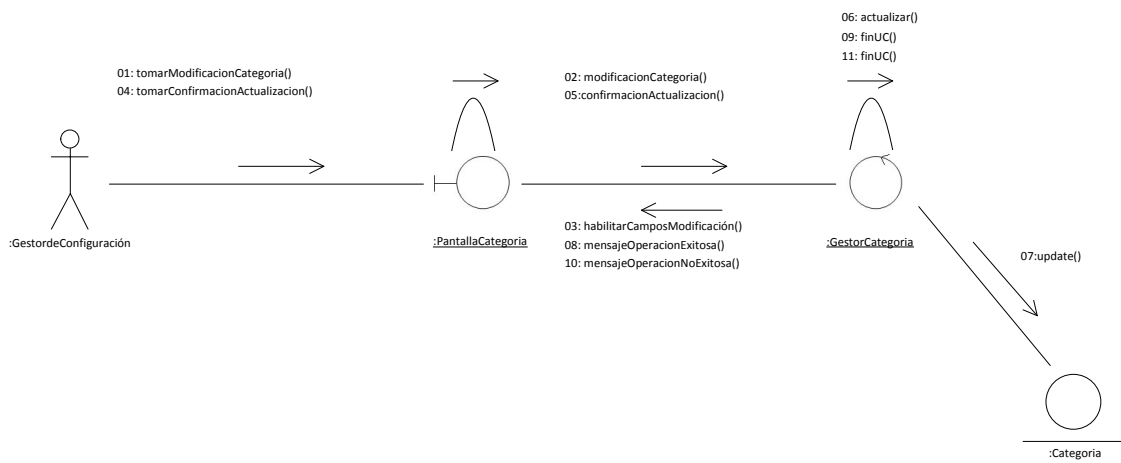 06: actualizar()
09: finUC()
11: finUC()
01: tomarModificacionCategoria()
04: tomarConfirmacionActualizacion()
02: modificacionCategoria()
05:confirmacionActualizacion()
:GestordeConfiguración
:PantallaCategoria
03: habilitarCamposModificación()
08: mensajeOperacionExitosa()
10: mensajeOperacionNoExitosa()
:GestorCategoria
07:update()
:Categoria